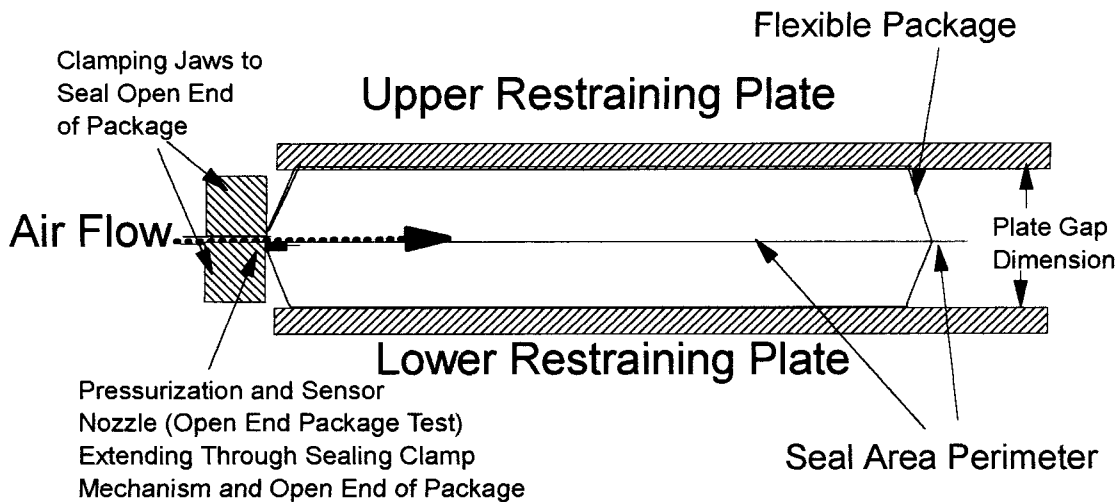 Flexible Package
Clamping Jaws to
Seal Open End
of Package
Upper Restraining Plate
Air Flow
Plate Gap
Dimension
Lower Restraining Plate
Pressurization and Sensor
Nozzle (Open End Package Test)
Extending Through Sealing Clamp
Mechanism and Open End of Package
Seal Area Perimeter